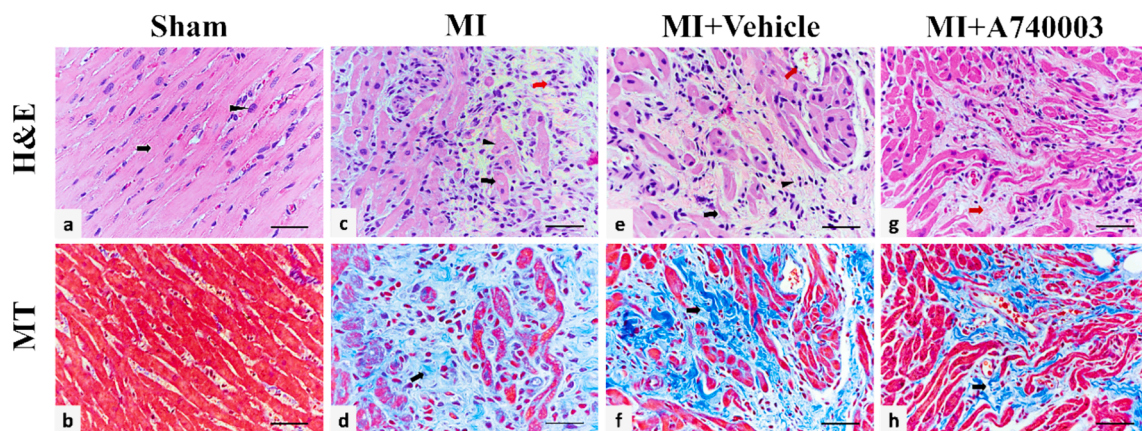 Sham MI MI+Vehicle MI+A740003
H&E
a c e g
MT
b d f h